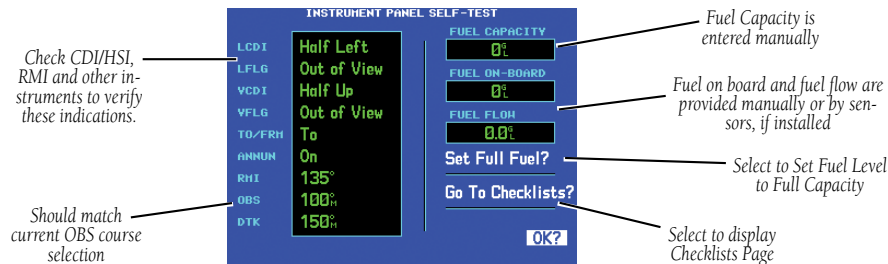 INSTRUMENT PANEL SELF-TEST
Check CDI/HSI,
RMI and other in-
struments to verify
these indications.
Should match
current OBS course
selection
LCDI Half Left
LFLG Out of View
VCDI Half Up
VFLG Out of View
TO/FRM To
ANNUN On
RMI 135°
OBS 100°M
DTK 150°M
FUEL CAPACITY
0GL
FUEL ON-BOARD
0GL
FUEL FLOW
0.0GL
Set Full Fuel?
Go To Checklists?
OK?
Fuel Capacity is
entered manually
Fuel on board and fuel flow are
provided manually or by sen-
sors, if installed
Select to Set Fuel Level
to Full Capacity
Select to display
Checklists Page